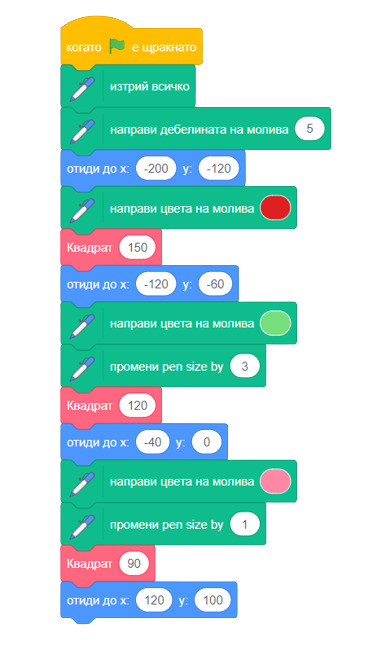 когато е щракнато
изтрий всичко
направи дебелината на молива 5
отиди до x: -200 y: -120
направи цвета на молива
Квадрат 150
отиди до x: -120 y: -60
направи цвета на молива
промени pen size by 3
Квадрат 120
отиди до x: -40 y: 0
направи цвета на молива
промени pen size by 1
Квадрат 90
отиди до x: 120 y: 100